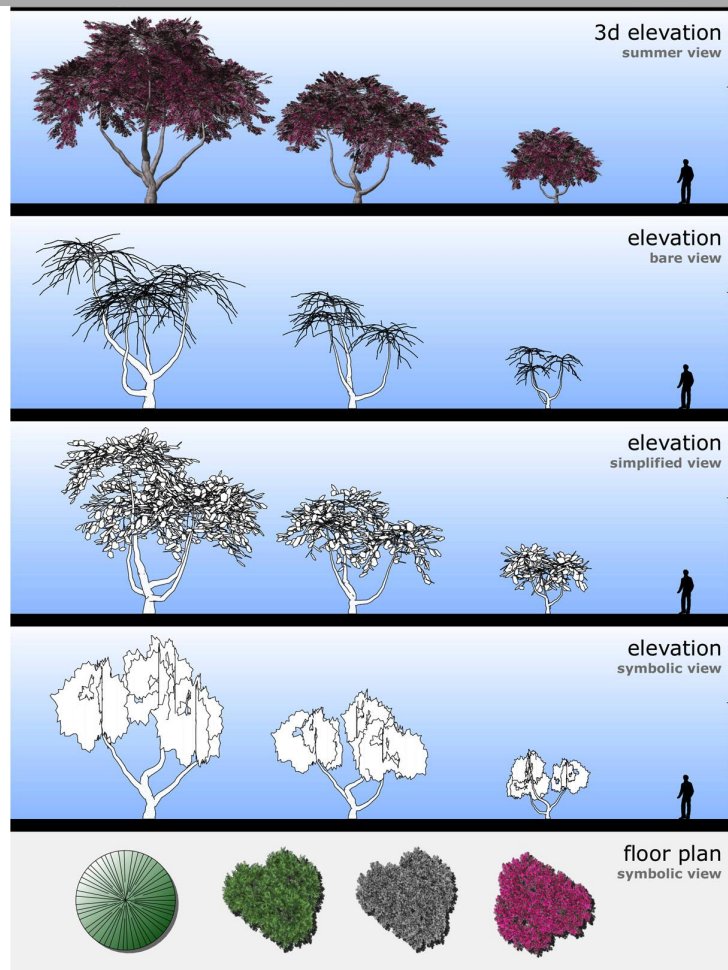 3d elevation
summer view
elevation
bare view
elevation
simplified view
elevation
symbolic view
floor plan
symbolic view